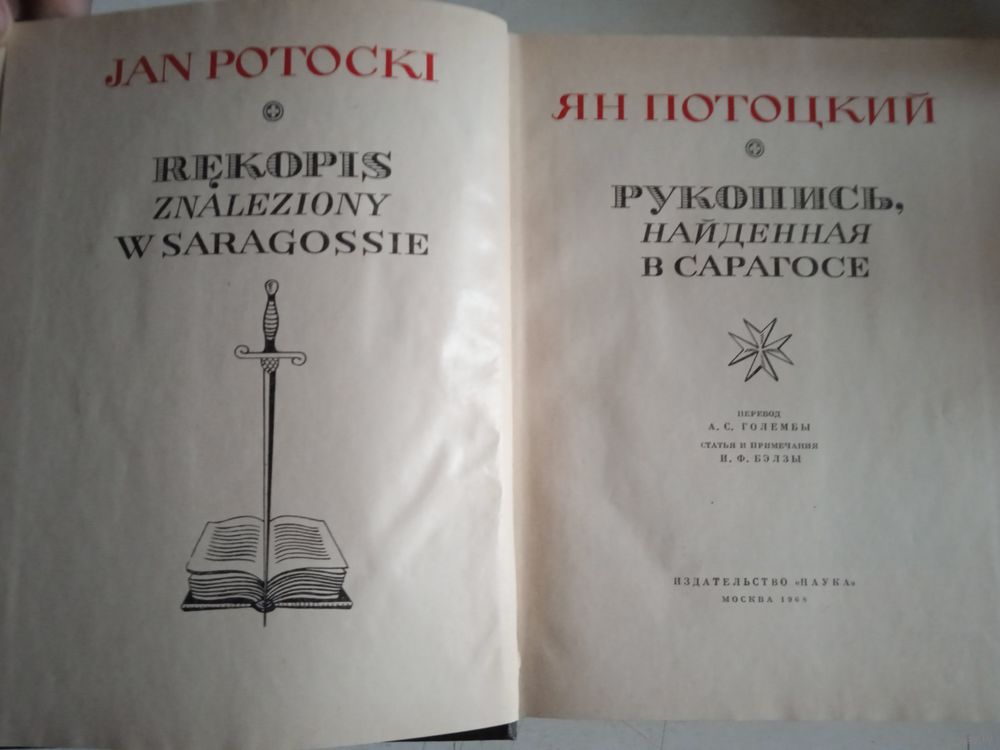 JAN POTOCKI
RĘKOPIS
ZNALEZIONY
W SARAGOSSIE
ЯН ПОТОЦКИЙ
РУКОПИСЬ,
НАЙДЕННАЯ
В САРАГОСЕ
ПЕРЕВОД
А. С. ГОЛЕМБЫ
СТАТЬЯ И ПРИМЕЧАНИЯ
И. Ф. БЭЛЗЫ
ИЗДАТЕЛЬСТВО «НАУКА»
МОСКВА 1968